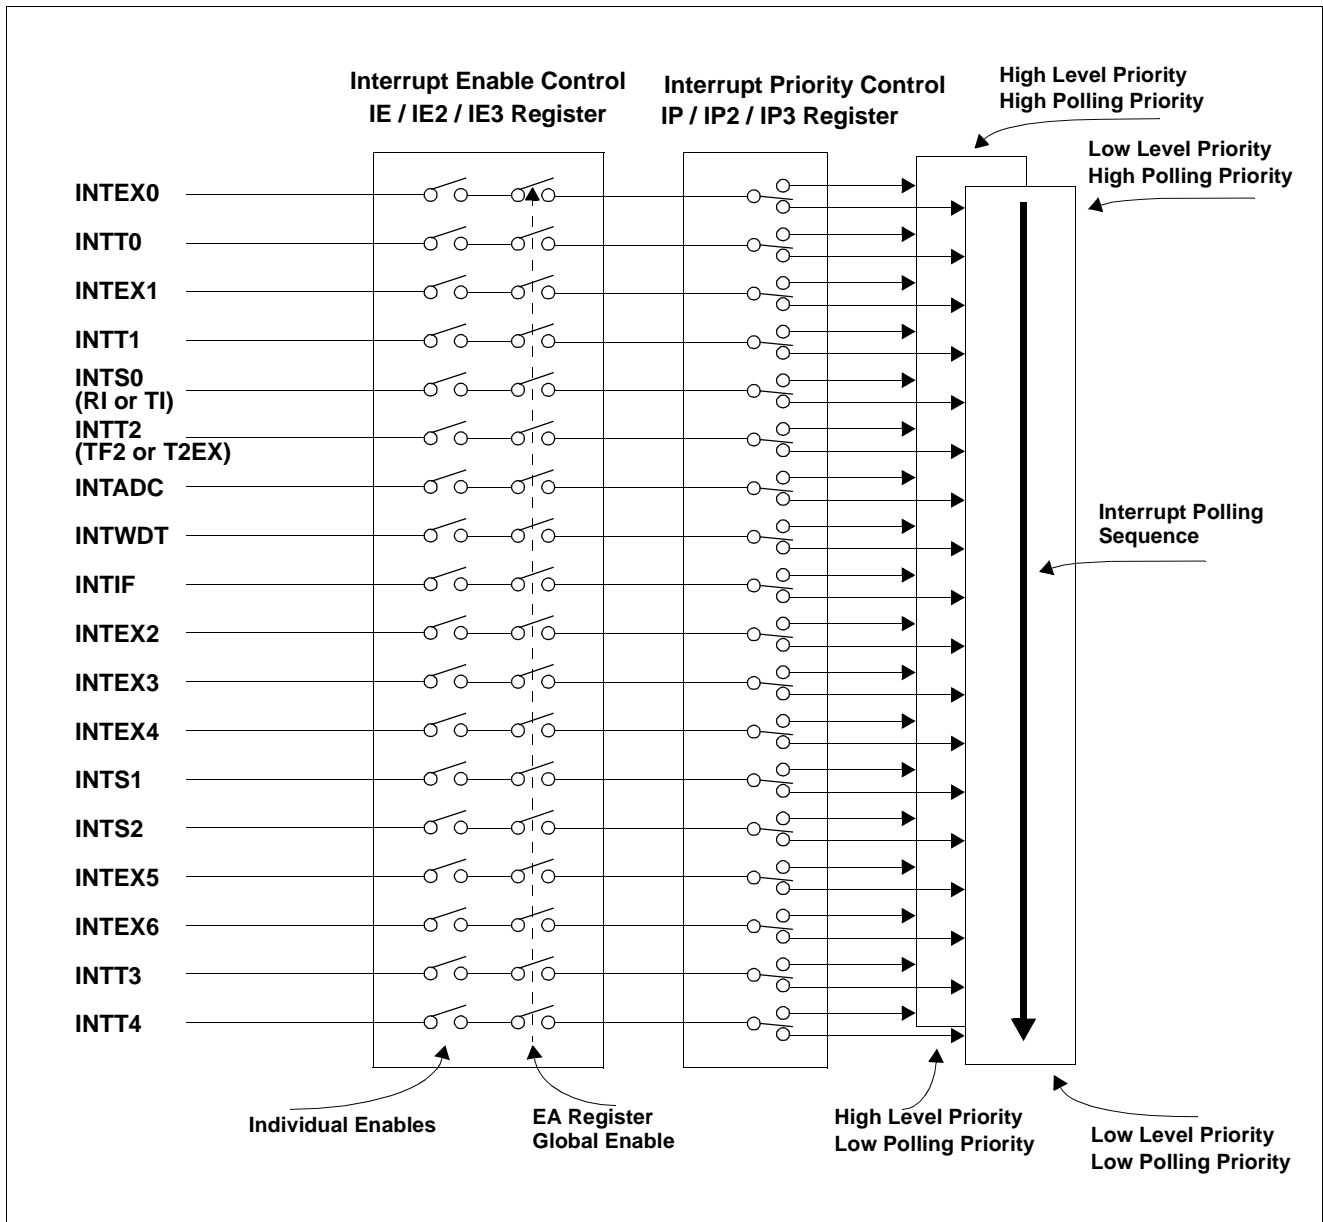 Interrupt Enable Control
IE / IE2 / IE3 Register
Interrupt Priority Control
IP / IP2 / IP3 Register
High Level Priority
High Polling Priority
Low Level Priority
High Polling Priority
INTEX0
INTT0
INTEX1
INTT1
INTS0
(RI or TI)
INTT2
(TF2 or T2EX)
INTADC
INTWDT
INTIF
INTEX2
INTEX3
INTEX4
INTS1
INTS2
INTEX5
INTEX6
INTT3
INTT4
Interrupt Polling
Sequence
Individual Enables
EA Register
Global Enable
High Level Priority
Low Polling Priority
Low Level Priority
Low Polling Priority